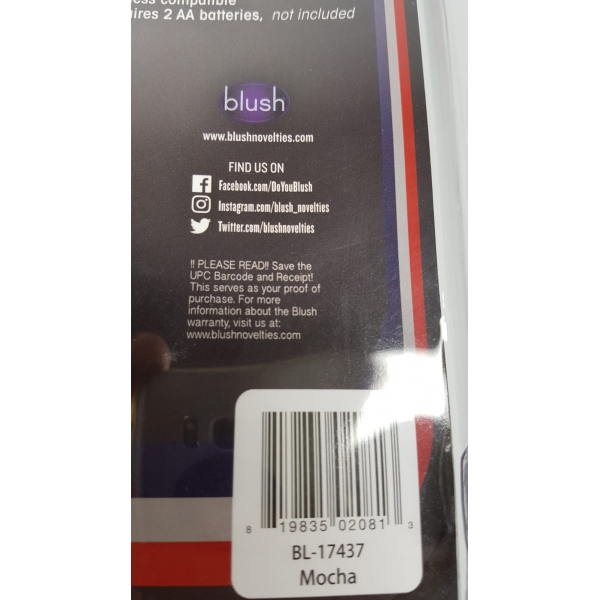 ess compatible
ires 2 AA batteries, not included
blush
www.blushnovelties.com
FIND US ON
Facebook.com/DoYouBlush
Instagram.com/blush_novelties
Twitter.com/blushnovelties
!! PLEASE READ!! Save the
UPC Barcode and Receipt!
This serves as your proof of
purchase. For more
information about the Blush
warranty, visit us at:
www.blushnovelties.com
8 19835 02081 3
BL-17437
Mocha